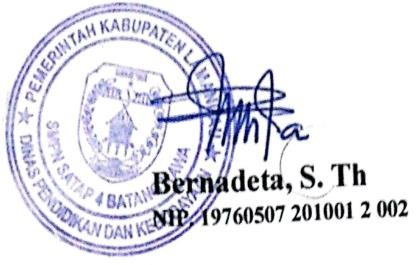 PEMERINTAH KABUPATEN
SMPN SATAP 4 BATANG
DINAS PENDIDIKAN DAN
Bernadeta, S. Th
NIP. 19760507 201001 2 002